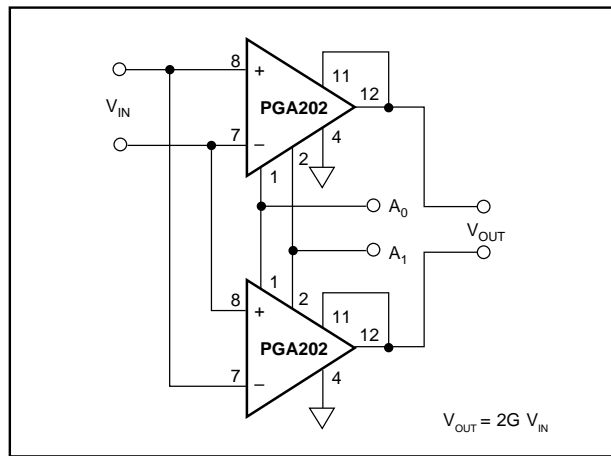 8
+
11
PGA202
12
V_IN
7
−
4
2
1
A_0
V_OUT
A_1
1
2
8
+
11
12
PGA202
7
−
4
V_OUT = 2G V_IN